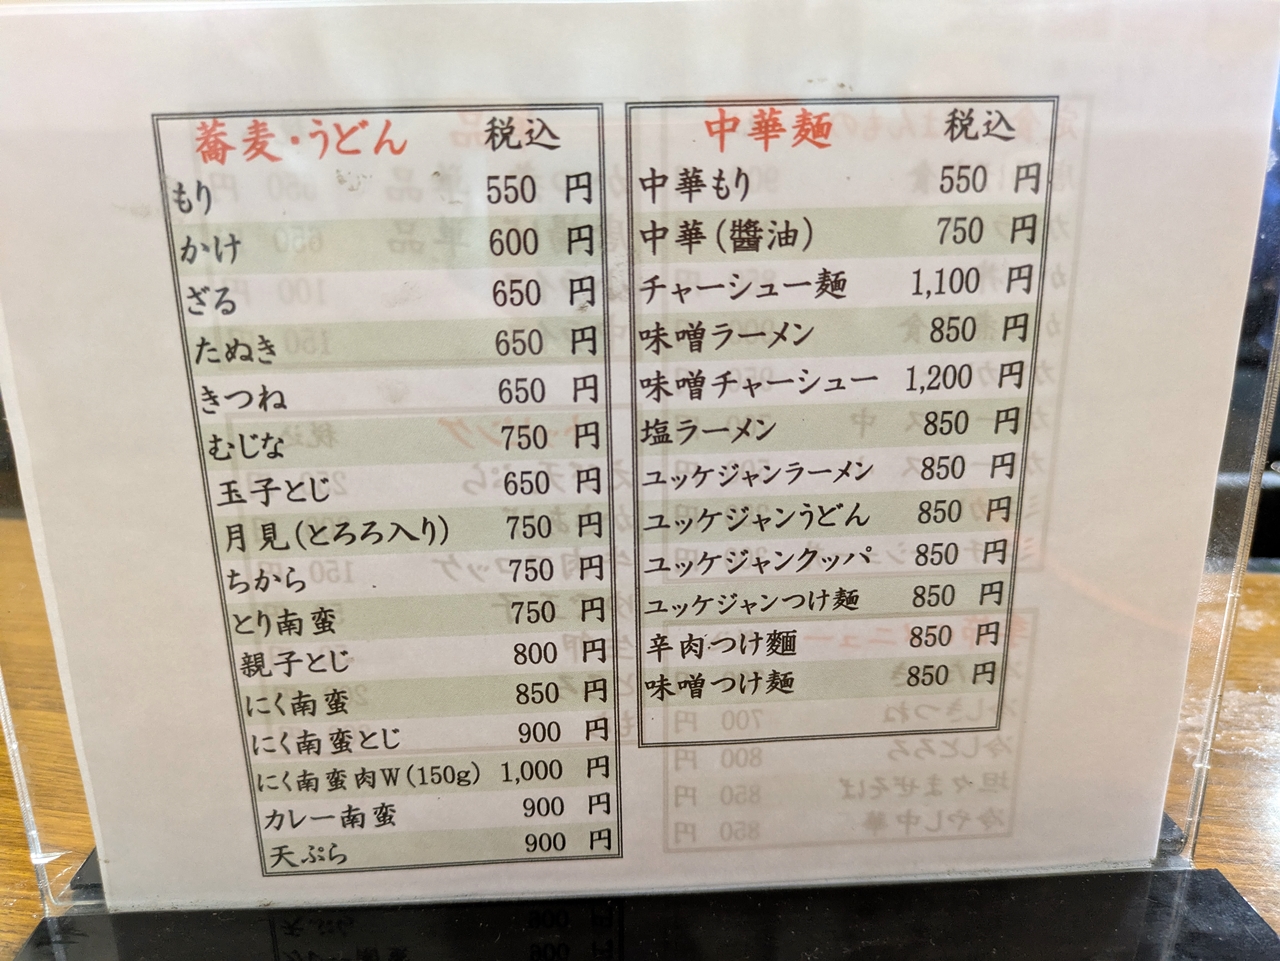 蕎麦・うどん 税込
もり 550 円
かけ 600 円
ざる 650 円
たぬき 650 円
きつね 650 円
むじな 750 円
玉子とじ 650 円
月見(とろろ入り) 750 円
ちから 750 円
とり南蛮 750 円
親子とじ 800 円
にく南蛮 850 円
にく南蛮とじ 900 円
にく南蛮肉W(150g) 1,000 円
カレー南蛮 900 円
天ぷら 900 円
中華麺 税込
中華もり 550 円
中華(醬油) 750 円
チャーシュー麺 1,100 円
味噌ラーメン 850 円
味噌チャーシュー 1,200 円
塩ラーメン 850 円
ユッケジャンラーメン 850 円
ユッケジャンうどん 850 円
ユッケジャンクッパ 850 円
ユッケジャンつけ麺 850 円
辛肉つけ麵 850 円
味噌つけ麺 850 円